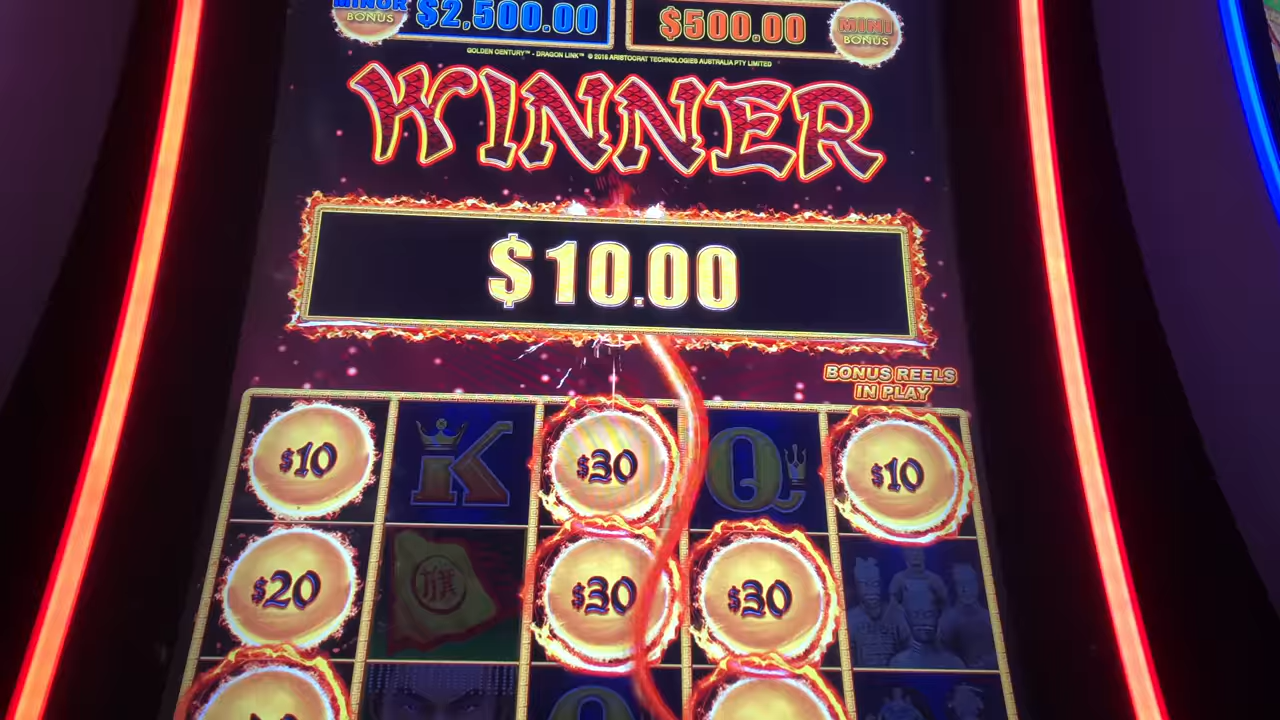 MINOR
BONUS
$2,500.00
$500.00
MINI
BONUS
GOLDEN CENTURY™ - DRAGON LINK™ © 2016 ARISTOCRAT TECHNOLOGIES AUSTRALIA PTY LIMITED
WINNER
$10.00
BONUS REELS
IN PLAY
$10
K
$30
Q
$10
$20
$30
$30
Q